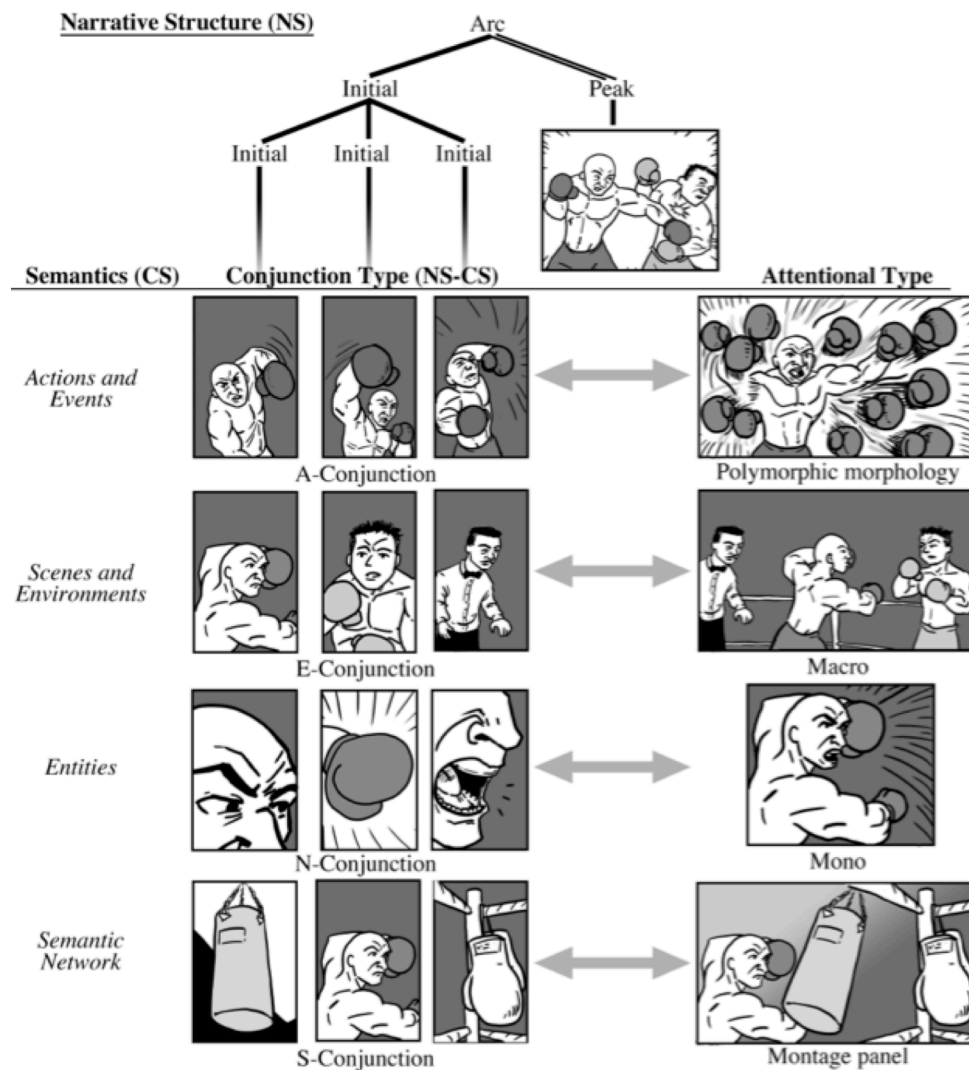 Narrative Structure (NS)
Arc
Initial
Peak
Initial
Initial
Initial
Semantics (CS)
Conjunction Type (NS-CS)
Attentional Type
Actions and
Events
A-Conjunction
Polymorphic morphology
Scenes and
Environments
E-Conjunction
Macro
Entities
N-Conjunction
Mono
Semantic
Network
S-Conjunction
Montage panel